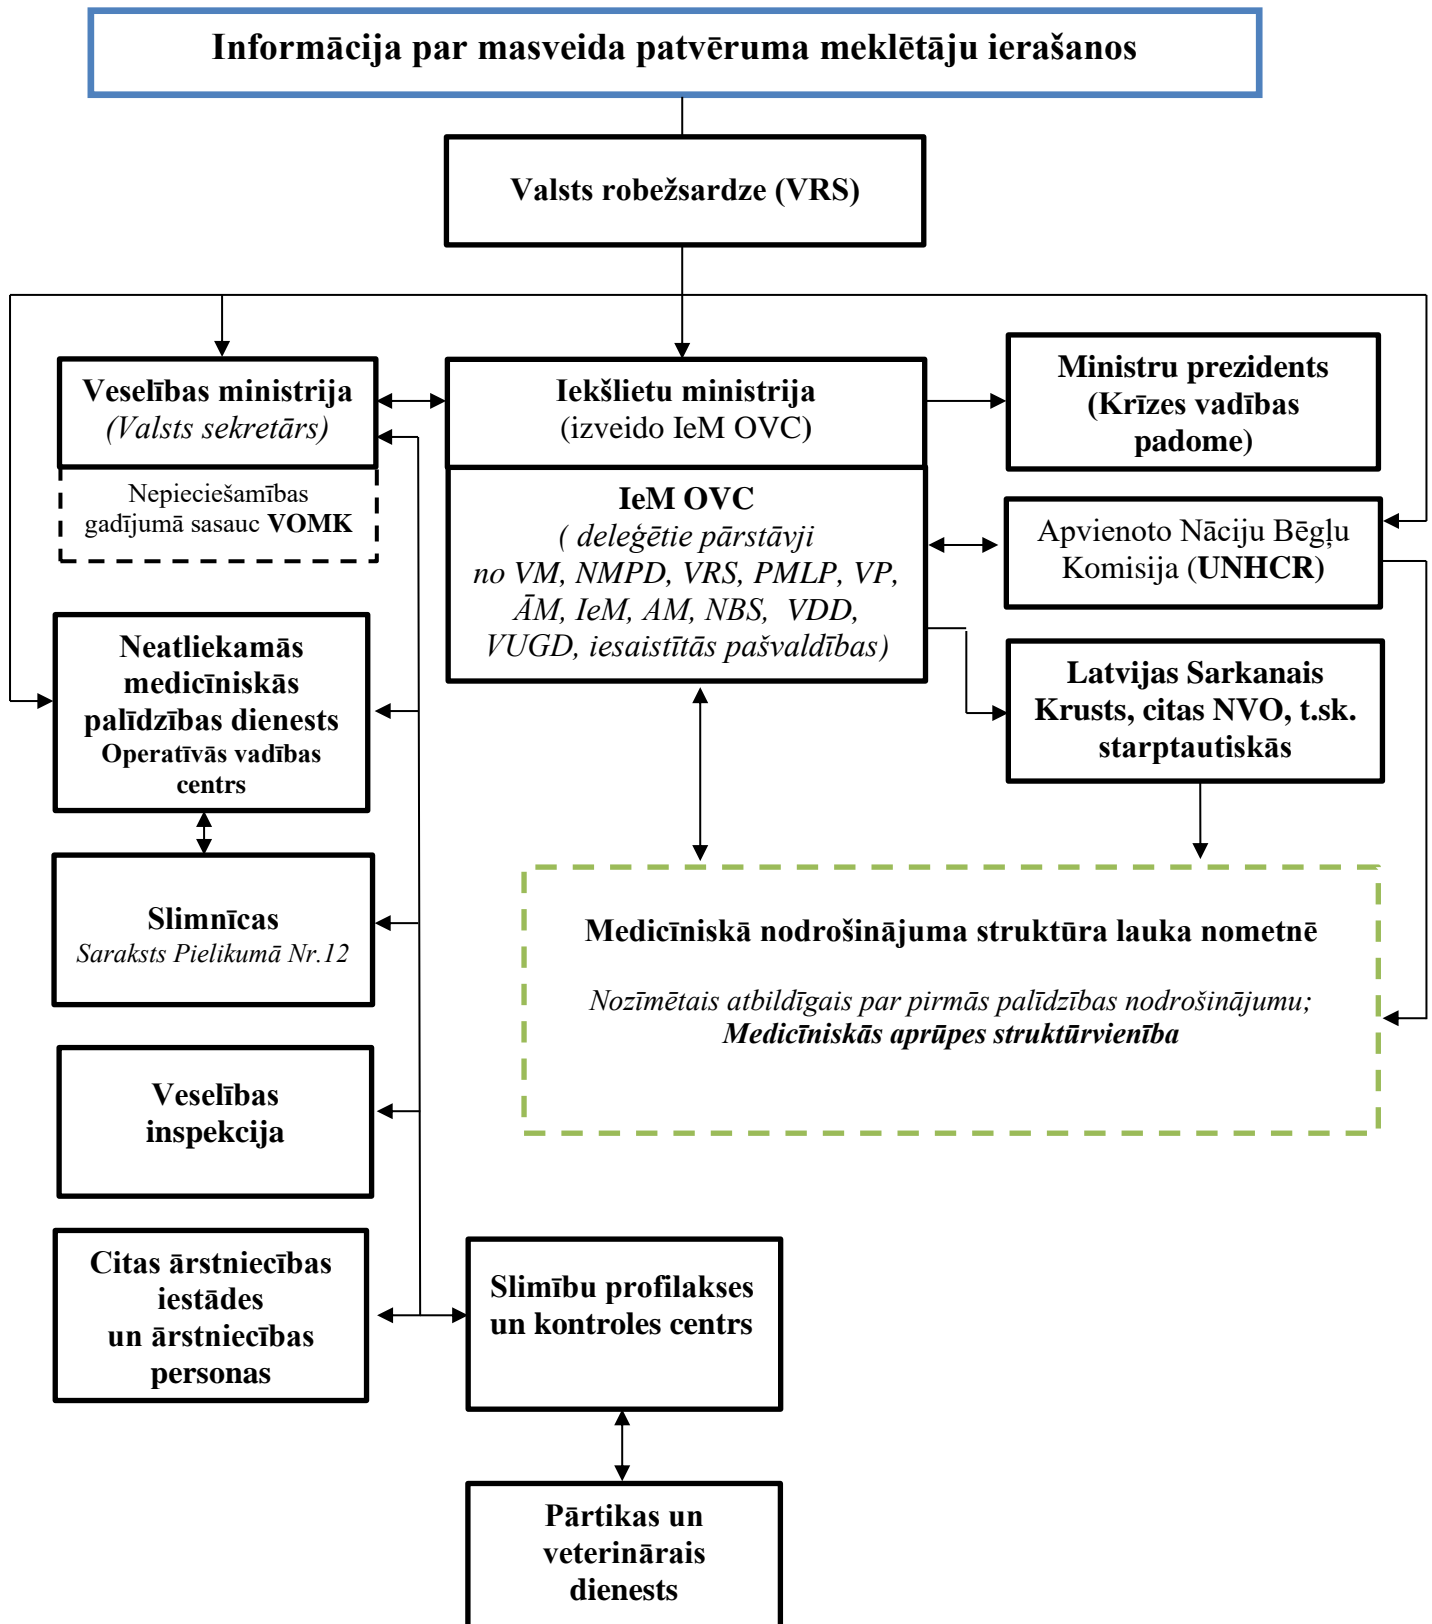 Informācija par masveida patvēruma meklētāju ierašanos
Valsts robežsardze (VRS)
Veselības ministrija
(Valsts sekretārs)
Nepieciešamības
gadījumā sasauc VOMK
Iekšlietu ministrija
(izveido IeM OVC)
IeM OVC
( deleģētie pārstāvji
no VM, NMPD, VRS, PMLP, VP,
ĀM, IeM, AM, NBS, VDD,
VUGD, iesaistītās pašvaldības)
Ministru prezidents
(Krīzes vadības
padome)
Apvienoto Nāciju Bēgļu
Komisija (UNHCR)
Latvijas Sarkanais
Krusts, citas NVO, t.sk.
starptautiskās
Neatliekamās
medicīniskās
palīdzības dienests
Operatīvās vadības
centrs
Slimnīcas
Saraksts Pielikumā Nr.12
Medicīniskā nodrošinājuma struktūra lauka nometnē
Nozīmētais atbildīgais par pirmās palīdzības nodrošinājumu;
Medicīniskās aprūpes struktūrvienība
Veselības
inspekcija
Citas ārstniecības
iestādes
un ārstniecības
personas
Slimību profilakses
un kontroles centrs
Pārtikas un
veterinārais
dienests